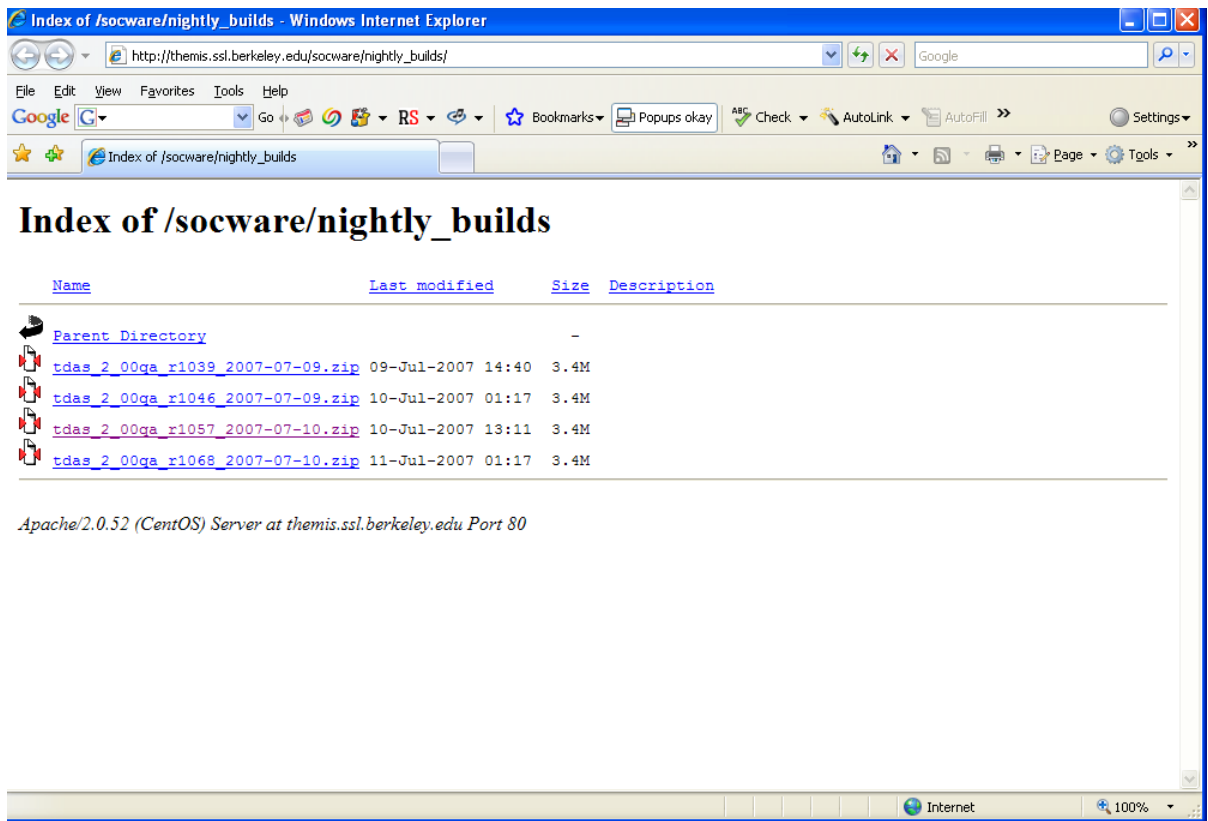 Index of /socware/nightly_builds - Windows Internet Explorer
http://themis.ssl.berkeley.edu/socware/nightly_builds/ Google
File Edit View Favorites Tools Help
Google G Go RS Bookmarks Popups okay ABC Check AutoLink AutoFill >> Settings
Index of /socware/nightly_builds Page Tools >>
Index of /socware/nightly_builds
Name Last modified Size Description
Parent Directory -
tdas_2_00qa_r1039_2007-07-09.zip 09-Jul-2007 14:40 3.4M
tdas_2_00qa_r1046_2007-07-09.zip 10-Jul-2007 01:17 3.4M
tdas_2_00qa_r1057_2007-07-10.zip 10-Jul-2007 13:11 3.4M
tdas_2_00qa_r1068_2007-07-10.zip 11-Jul-2007 01:17 3.4M
Apache/2.0.52 (CentOS) Server at themis.ssl.berkeley.edu Port 80
Internet 100%